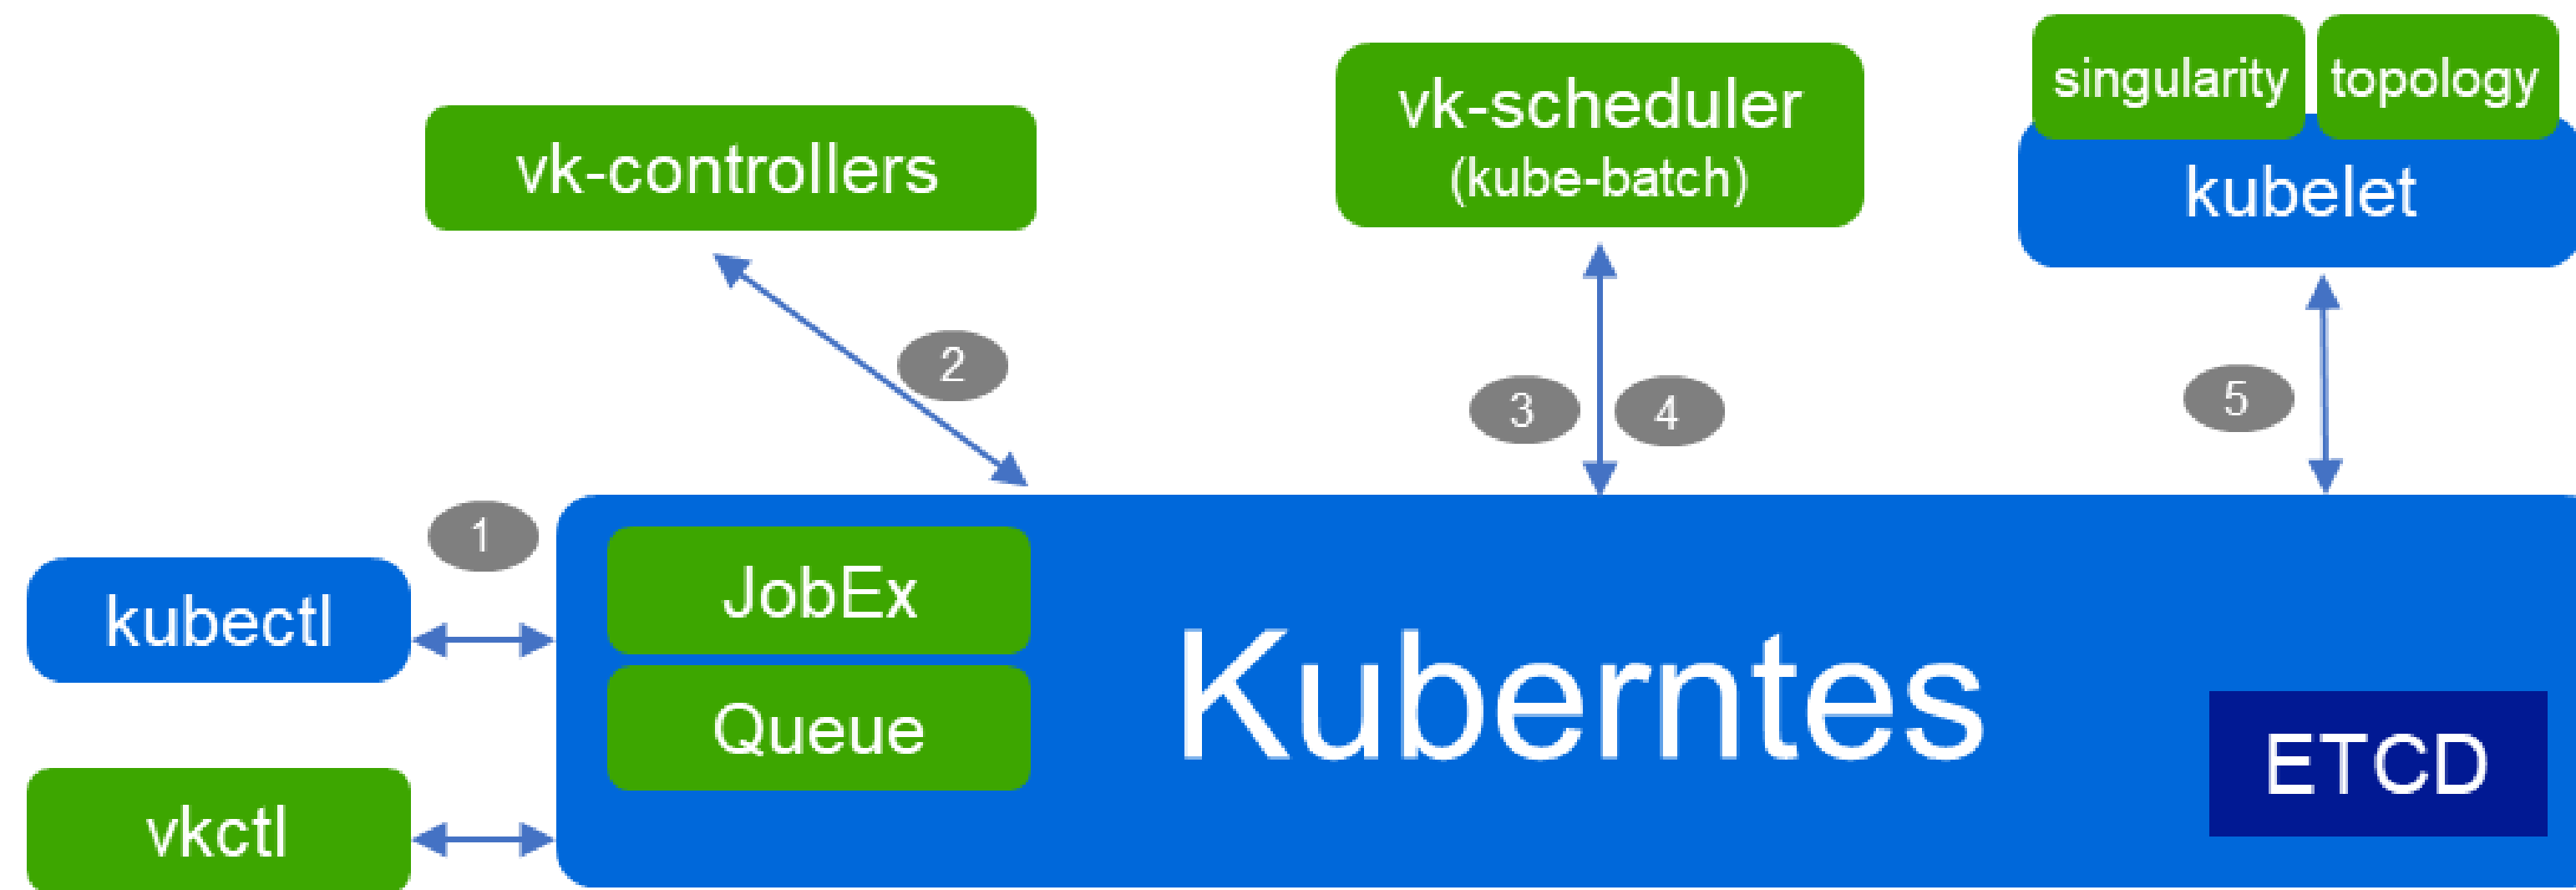 singularity topology
vk-scheduler
(kube-batch)
vk-controllers
kubelet
2
3 4
5
1
JobEx
kubectl
Kuberntes
Queue
ETCD
vkctl